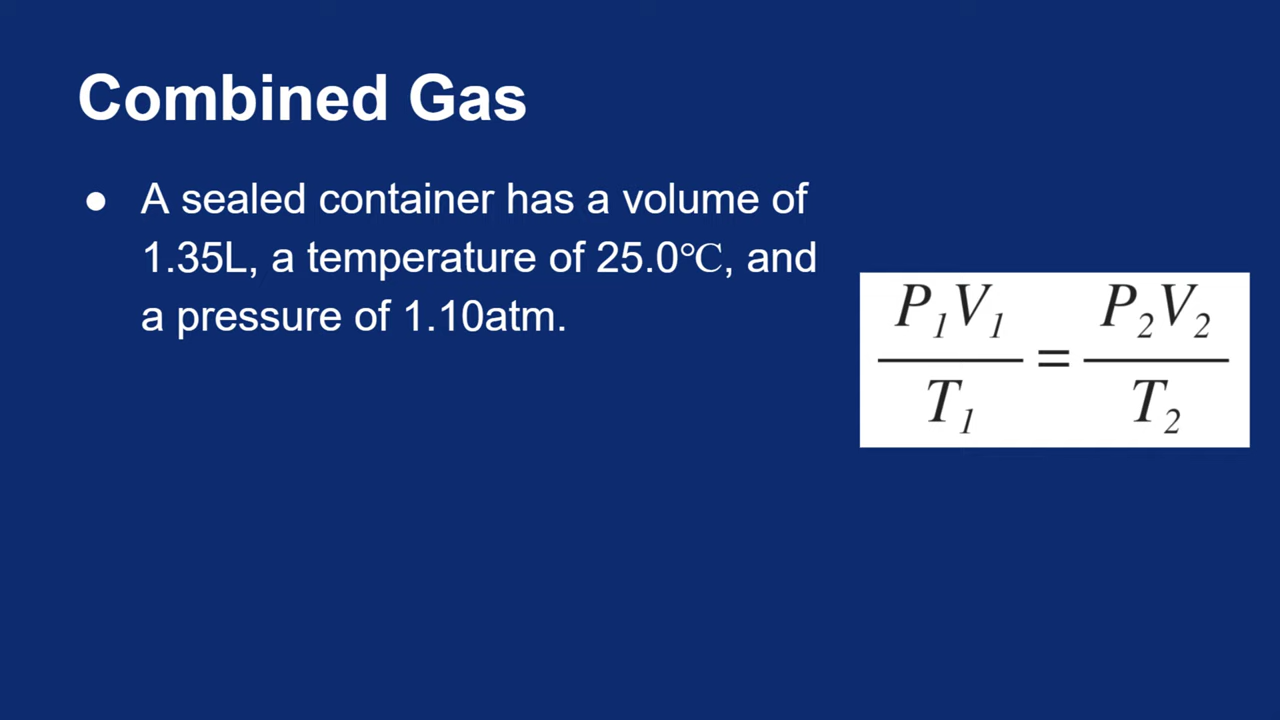 Combined Gas
● A sealed container has a volume of
1.35L, a temperature of 25.0℃, and
a pressure of 1.10atm.
P₁V₁/T₁ = P₂V₂/T₂